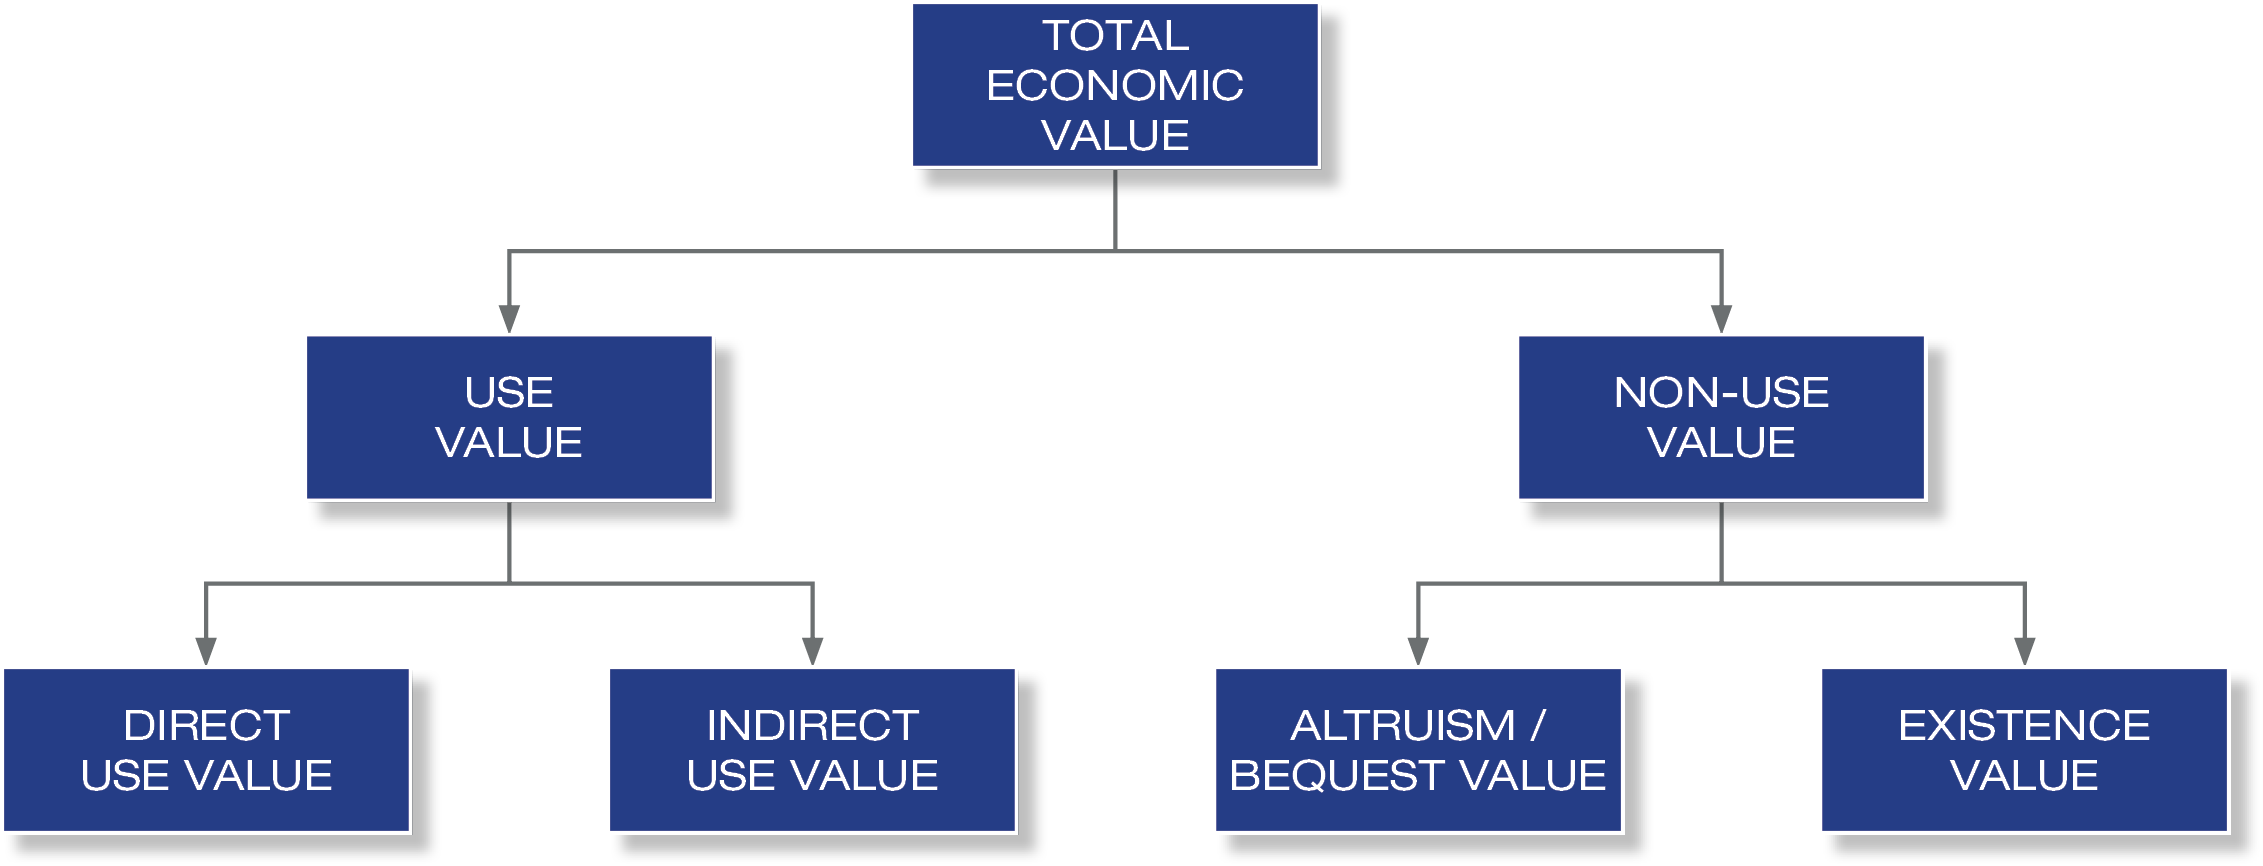 TOTAL
ECONOMIC
VALUE
USE
VALUE
NON-USE
VALUE
DIRECT
USE VALUE
INDIRECT
USE VALUE
ALTRUISM /
BEQUEST VALUE
EXISTENCE
VALUE